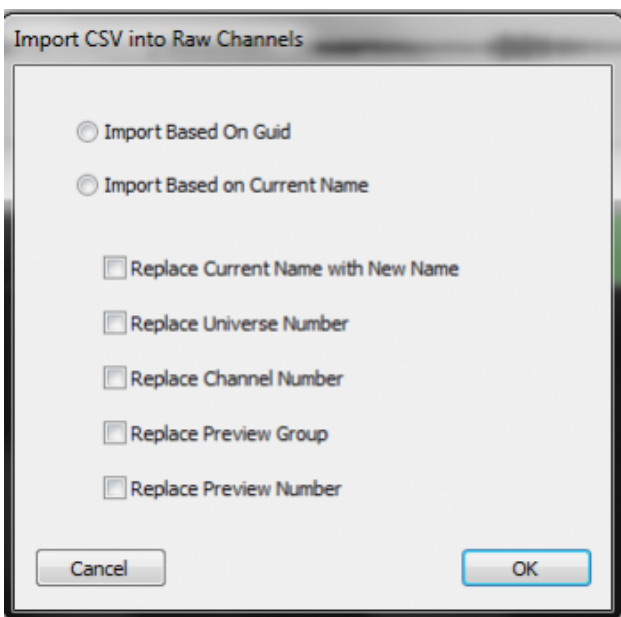 Import CSV into Raw Channels
Import Based On Guid
Import Based on Current Name
Replace Current Name with New Name
Replace Universe Number
Replace Channel Number
Replace Preview Group
Replace Preview Number
Cancel
OK